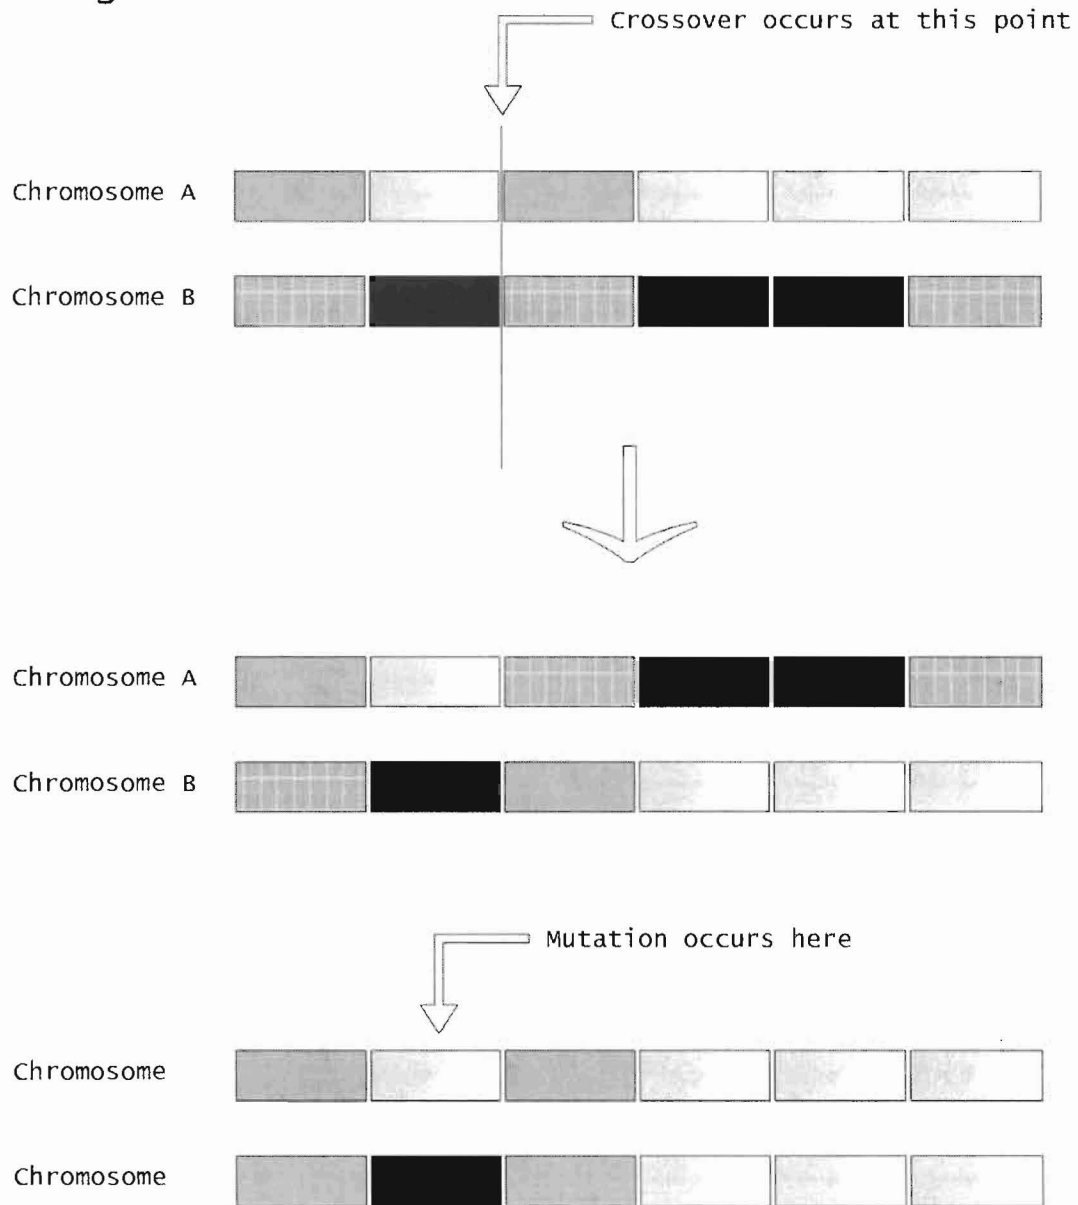 Crossover occurs at this point
Chromosome A
Chromosome B
Chromosome A
Chromosome B
Mutation occurs here
Chromosome
Chromosome